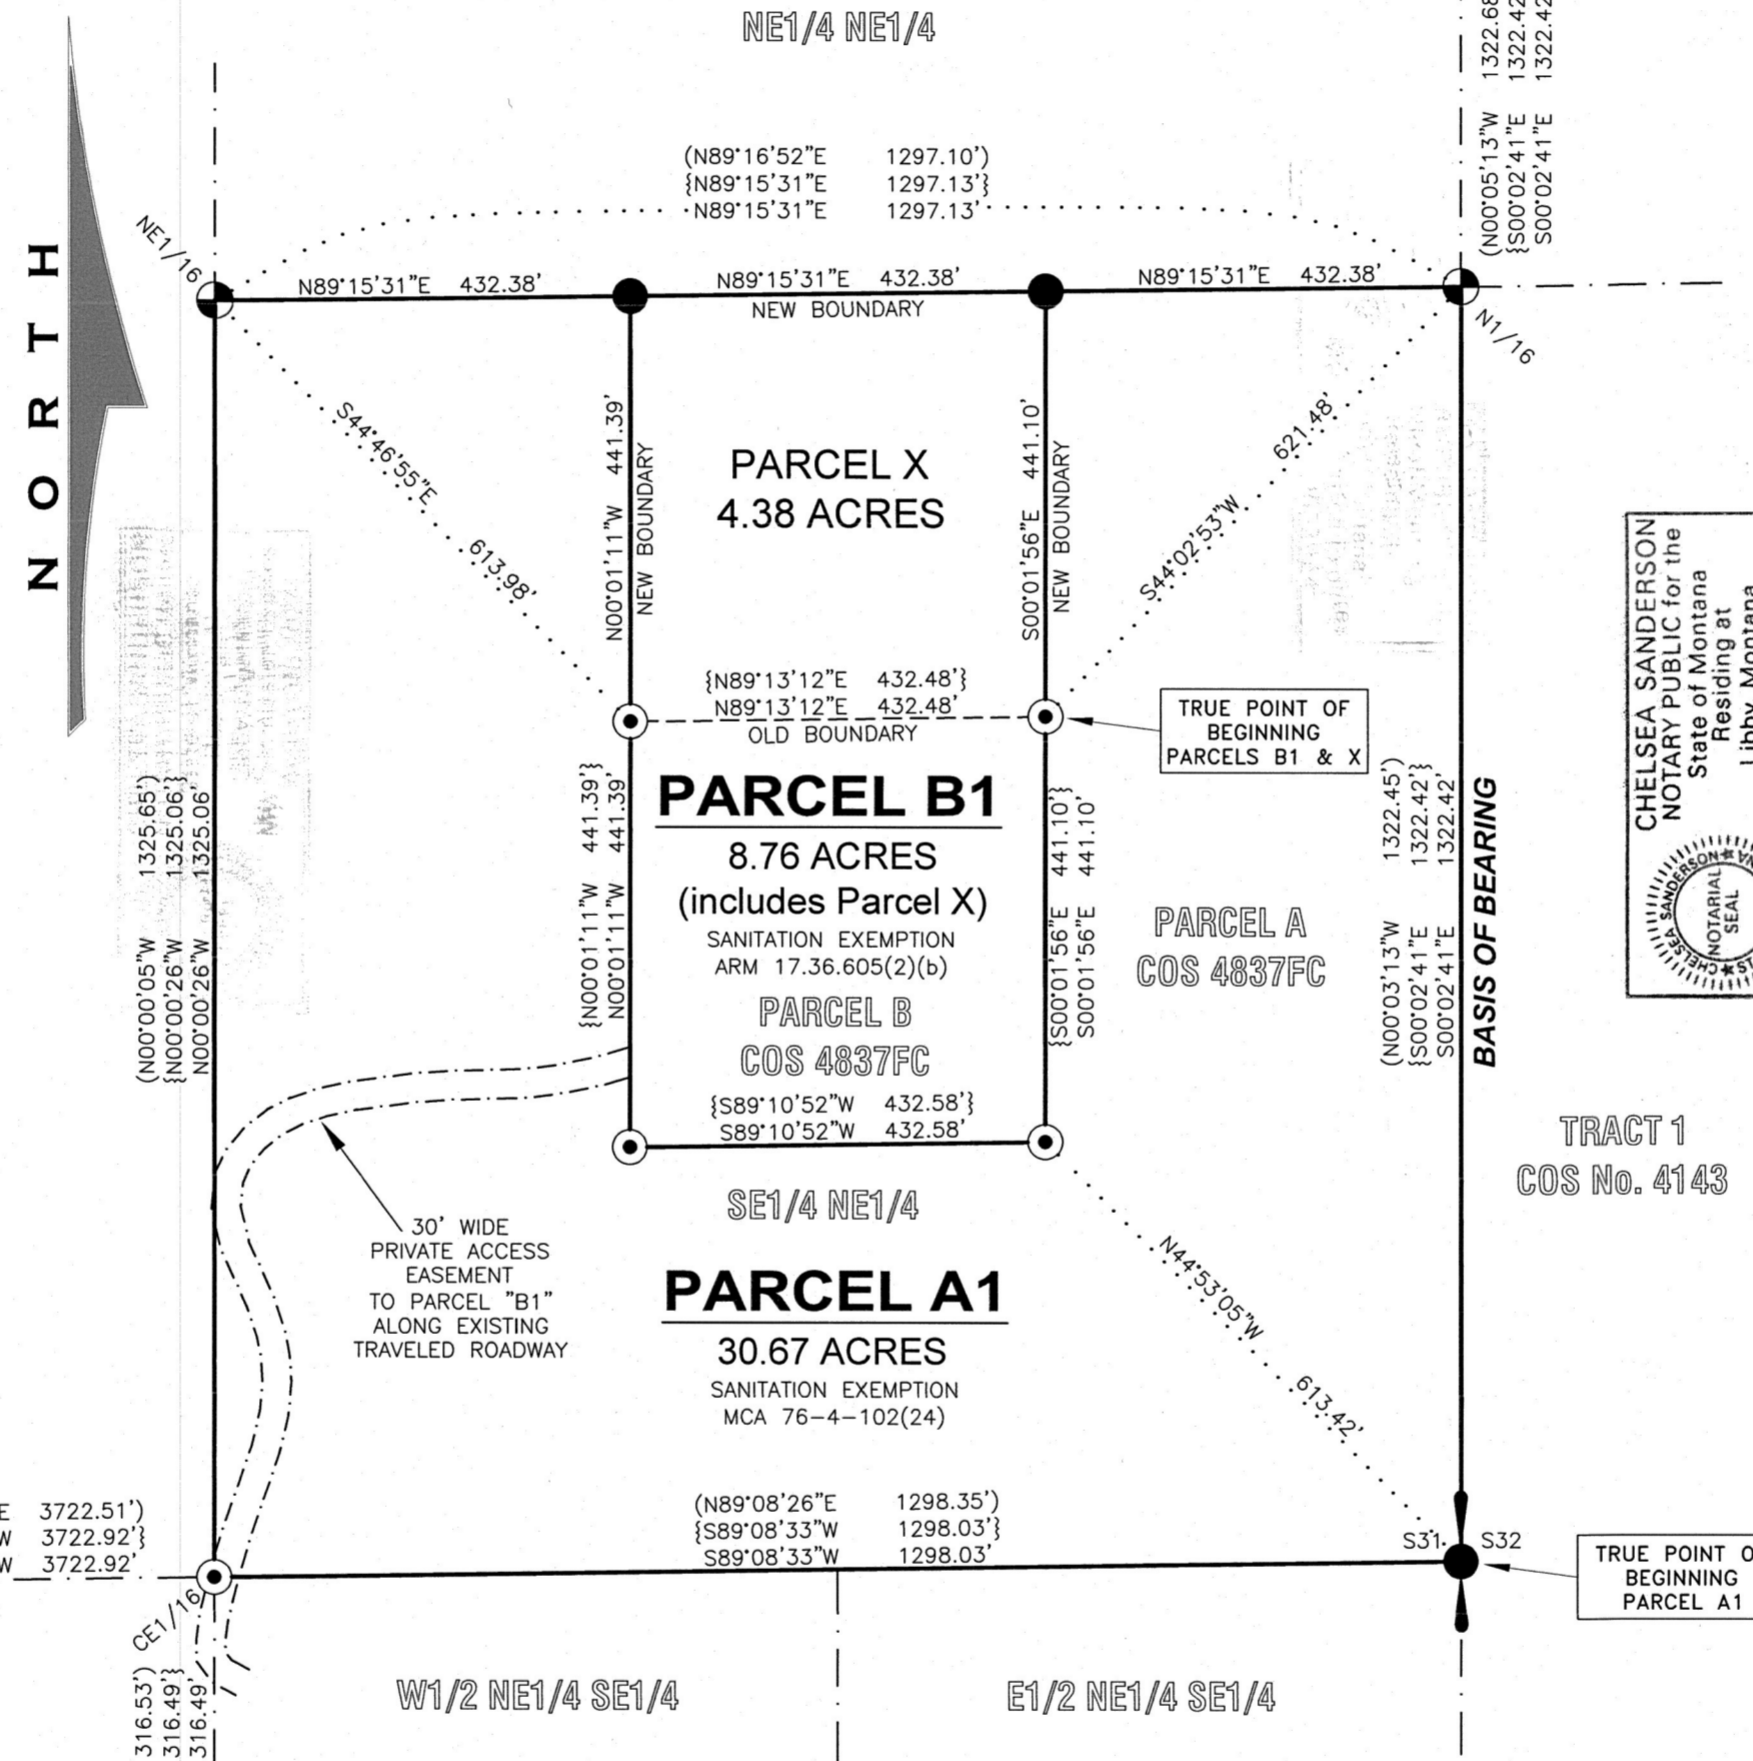 NE1/4 NE1/4
1322.68
1322.42
1322.42
(N00°05'13"W
{S00°02'41"E
S00°02'41"E
(N89°16'52"E 1297.10')
{N89°15'31"E 1297.13'}
N89°15'31"E 1297.13'
NORTH
NE1/16
N89°15'31"E 432.38'
N89°15'31"E 432.38'
NEW BOUNDARY
N89°15'31"E 432.38'
N1/16
S44°46'55"E 613.98'
N00°01'11"W 441.39'
NEW BOUNDARY
PARCEL X
4.38 ACRES
S00°01'56"E 441.10'
NEW BOUNDARY
S44°02'53"W 621.48'
CHELSEA SANDERSON
NOTARY PUBLIC for the
State of Montana
Residing at
Libby, Montana
CHELSEA SANDERSON
NOTARIAL
SEAL
{N89°13'12"E 432.48'}
N89°13'12"E 432.48'
OLD BOUNDARY
TRUE POINT OF
BEGINNING
PARCELS B1 & X
(N00°00'05"W 1325.65')
{N00°00'26"W 1325.06'}
N00°00'26"W 1325.06'
{N00°01'11"W 441.39'}
N00°01'11"W 441.39'
PARCEL B1
8.76 ACRES
(includes Parcel X)
SANITATION EXEMPTION
ARM 17.36.605(2)(b)
PARCEL B
COS 4837FC
{S00°01'56"E 441.10'}
S00°01'56"E 441.10'
PARCEL A
COS 4837FC
(N00°03'13"W 1322.45')
{S00°02'41"E 1322.42'}
S00°02'41"E 1322.42'
BASIS OF BEARING
{S89°10'52"W 432.58'}
S89°10'52"W 432.58'
TRACT 1
COS No. 4143
SE1/4 NE1/4
30' WIDE
PRIVATE ACCESS
EASEMENT
TO PARCEL "B1"
ALONG EXISTING
TRAVELED ROADWAY
PARCEL A1
30.67 ACRES
SANITATION EXEMPTION
MCA 76-4-102(24)
N44°53'05"W 613.42'
E 3722.51')
W 3722.92'}
W 3722.92'
(N89°08'26"E 1298.35')
{S89°08'33"W 1298.03'}
S89°08'33"W 1298.03'
S31 S32
TRUE POINT O
BEGINNING
PARCEL A1
CE1/16
316.53')
316.49'}
316.49'
W1/2 NE1/4 SE1/4
E1/2 NE1/4 SE1/4